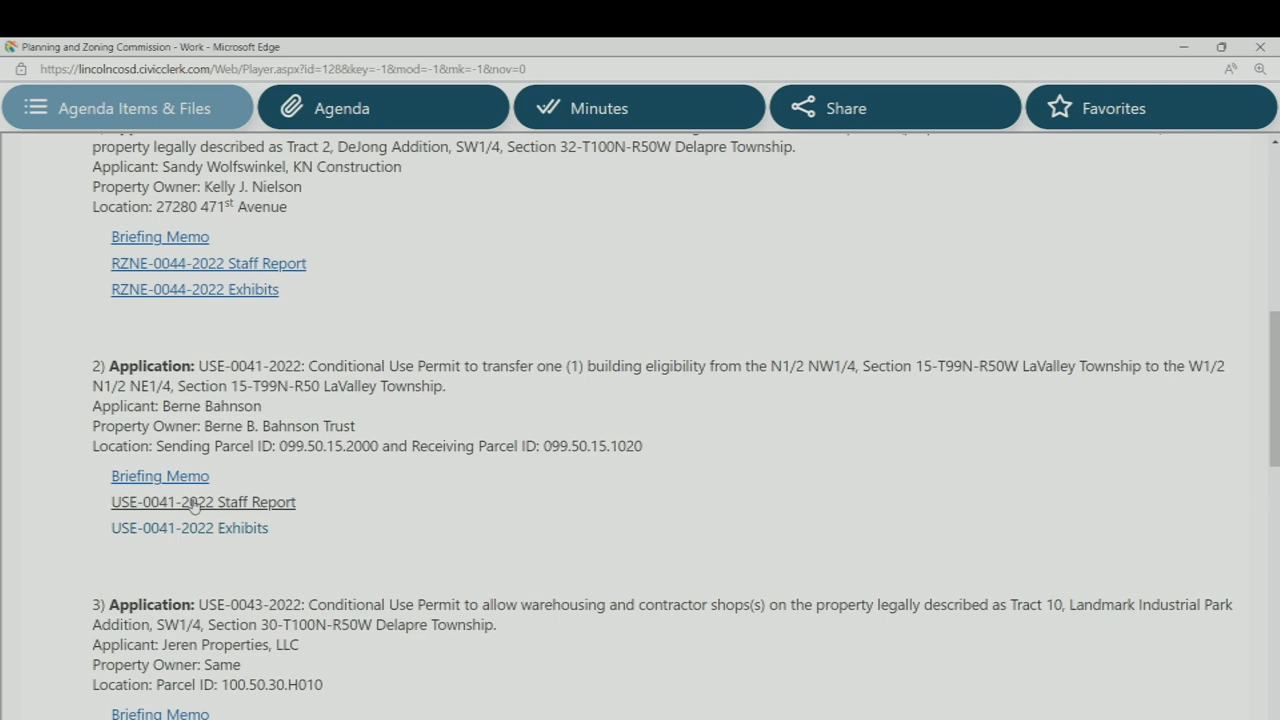 Planning and Zoning Commission - Work - Microsoft Edge
https://lincolncosd.civicclerk.com/Web/Player.aspx?id=128&key=-1&mod=-1&mk=-1&nov=0
Agenda Items & Files
Agenda
Minutes
Share
Favorites
property legally described as Tract 2, DeJong Addition, SW1/4, Section 32-T100N-R50W Delapre Township.
Applicant: Sandy Wolfswinkel, KN Construction
Property Owner: Kelly J. Nielson
Location: 27280 471st Avenue
Briefing Memo
RZNE-0044-2022 Staff Report
RZNE-0044-2022 Exhibits
2) Application: USE-0041-2022: Conditional Use Permit to transfer one (1) building eligibility from the N1/2 NW1/4, Section 15-T99N-R50W LaValley Township to the W1/2
N1/2 NE1/4, Section 15-T99N-R50 LaValley Township.
Applicant: Berne Bahnson
Property Owner: Berne B. Bahnson Trust
Location: Sending Parcel ID: 099.50.15.2000 and Receiving Parcel ID: 099.50.15.1020
Briefing Memo
USE-0041-2022 Staff Report
USE-0041-2022 Exhibits
3) Application: USE-0043-2022: Conditional Use Permit to allow warehousing and contractor shops(s) on the property legally described as Tract 10, Landmark Industrial Park
Addition, SW1/4, Section 30-T100N-R50W Delapre Township.
Applicant: Jeren Properties, LLC
Property Owner: Same
Location: Parcel ID: 100.50.30.H010
Briefing Memo